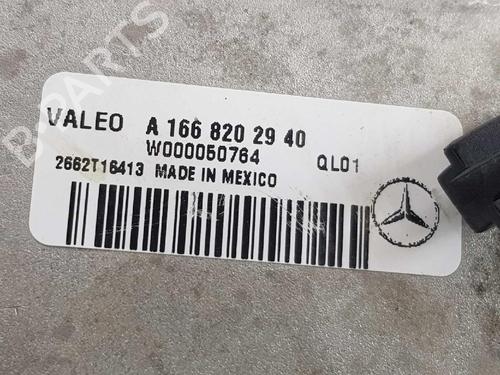 B-PARTS
VALEO A 166 820 29 40
W000050764 QL01
2662T16413 MADE IN MEXICO